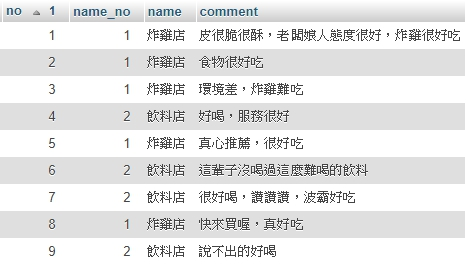 no 1 name_no name comment
1 1 炸雞店 皮很脆很酥，老闆娘人態度很好，炸雞很好吃
2 1 炸雞店 食物很好吃
3 1 炸雞店 環境差，炸雞難吃
4 2 飲料店 好喝，服務很好
5 1 炸雞店 真心推薦，很好吃
6 2 飲料店 這輩子沒喝過這麼難喝的飲料
7 2 飲料店 很好喝，讚讚讚，波霸好吃
8 1 炸雞店 快來買喔，真好吃
9 2 飲料店 說不出的好喝